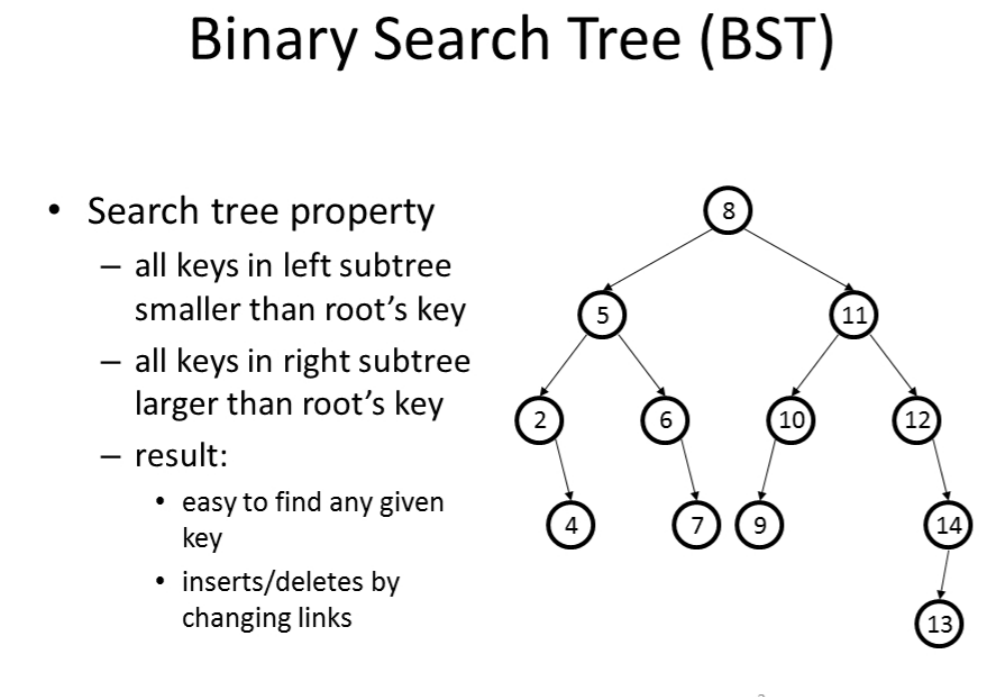 Binary Search Tree (BST)
• Search tree property
– all keys in left subtree
smaller than root's key
– all keys in right subtree
larger than root's key
– result:
• easy to find any given
key
• inserts/deletes by
changing links
8
5
11
2
6
10
12
4
7
9
14
13